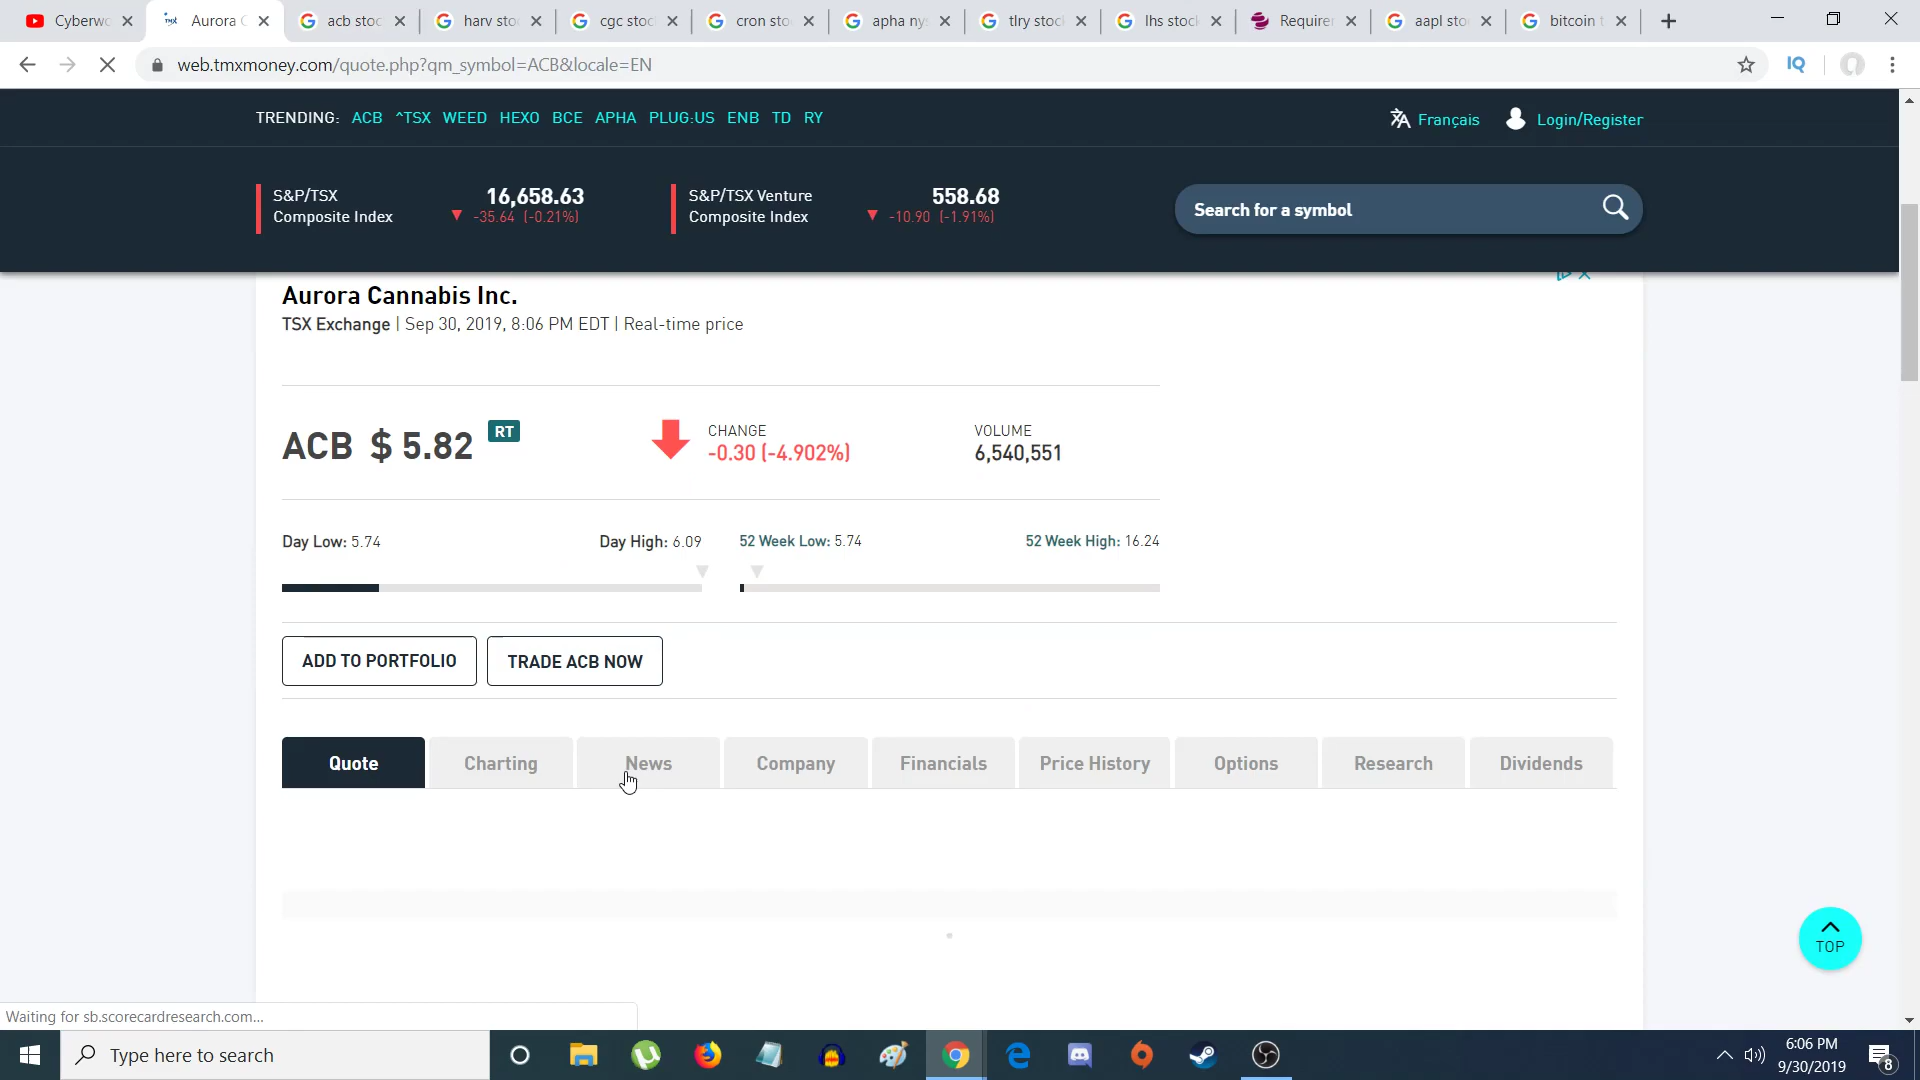 Cyberwo
Aurora C
acb stoc
harv sto
cgc stoc
cron sto
apha ny
tlry stoc
lhs stock
Requirer
aapl sto
bitcoin t
web.tmxmoney.com/quote.php?qm_symbol=ACB&locale=EN
IQ
TRENDING: ACB ^TSX WEED HEXO BCE APHA PLUG:US ENB TD RY
Français
Login/Register
S&P/TSX
Composite Index
16,658.63
-35.64 (-0.21%)
S&P/TSX Venture
Composite Index
558.68
-10.90 (-1.91%)
Search for a symbol
Aurora Cannabis Inc.
TSX Exchange | Sep 30, 2019, 8:06 PM EDT | Real-time price
ACB $ 5.82 RT
CHANGE
-0.30 (-4.902%)
VOLUME
6,540,551
Day Low: 5.74
Day High: 6.09
52 Week Low: 5.74
52 Week High: 16.24
ADD TO PORTFOLIO
TRADE ACB NOW
Quote
Charting
News
Company
Financials
Price History
Options
Research
Dividends
TOP
Waiting for sb.scorecardresearch.com...
Type here to search
6:06 PM
9/30/2019
8